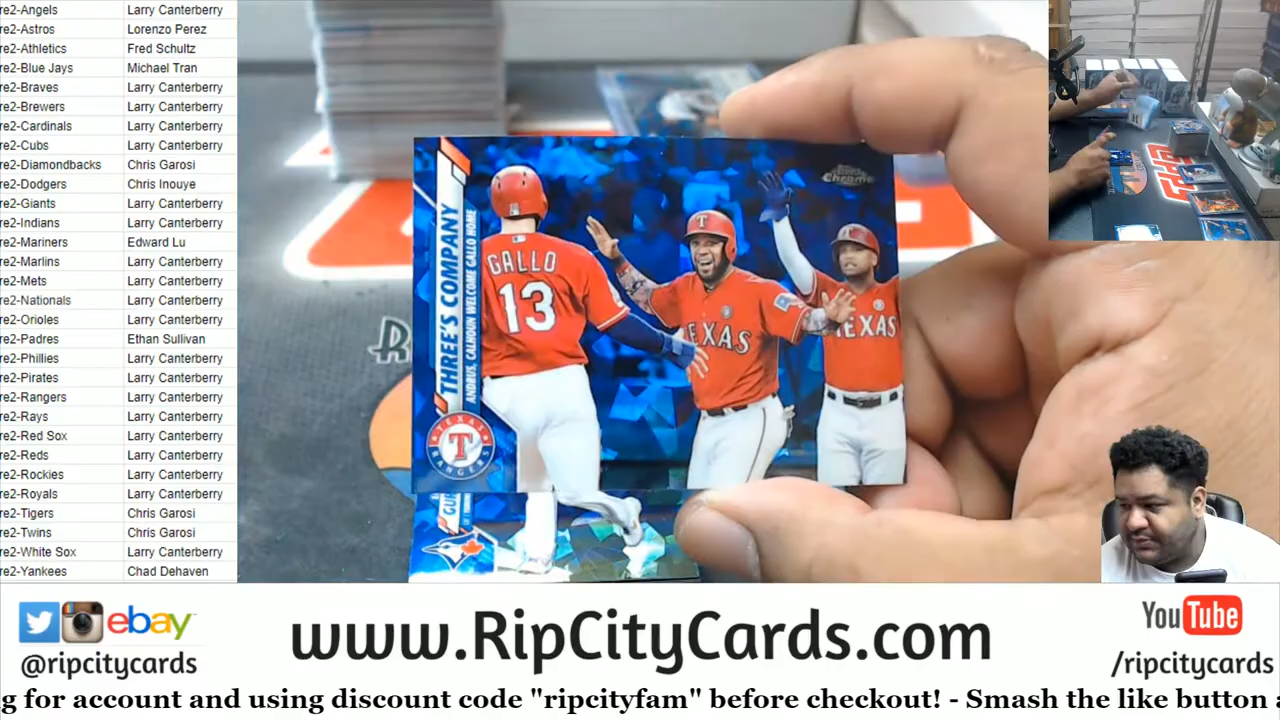 re2-Angels Larry Canterberry
re2-Astros Lorenzo Perez
re2-Athletics Fred Schultz
re2-Blue Jays Michael Tran
re2-Braves Larry Canterberry
re2-Brewers Larry Canterberry
re2-Cardinals Larry Canterberry
re2-Cubs Larry Canterberry
re2-Diamondbacks Chris Garosi
re2-Dodgers Chris Inouye
re2-Giants Larry Canterberry
re2-Indians Larry Canterberry
re2-Mariners Edward Lu
re2-Marlins Larry Canterberry
re2-Mets Larry Canterberry
re2-Nationals Larry Canterberry
re2-Orioles Larry Canterberry
re2-Padres Ethan Sullivan
re2-Phillies Larry Canterberry
re2-Pirates Larry Canterberry
re2-Rangers Larry Canterberry
re2-Rays Larry Canterberry
re2-Red Sox Larry Canterberry
re2-Reds Larry Canterberry
re2-Rockies Larry Canterberry
re2-Royals Larry Canterberry
re2-Tigers Chris Garosi
re2-Twins Chris Garosi
re2-White Sox Larry Canterberry
re2-Yankees Chad Dehaven
THREE'S COMPANY
ANDRUS, CALHOUN WELCOME GALLO HOME
Topps
Chrome
GALLO
13
TEXAS
TEXAS
TEXAS
T
RANGERS
ebay
@ripcitycards
www.RipCityCards.com
YouTube
/ripcitycards
g for account and using discount code "ripcityfam" before checkout! - Smash the like button a